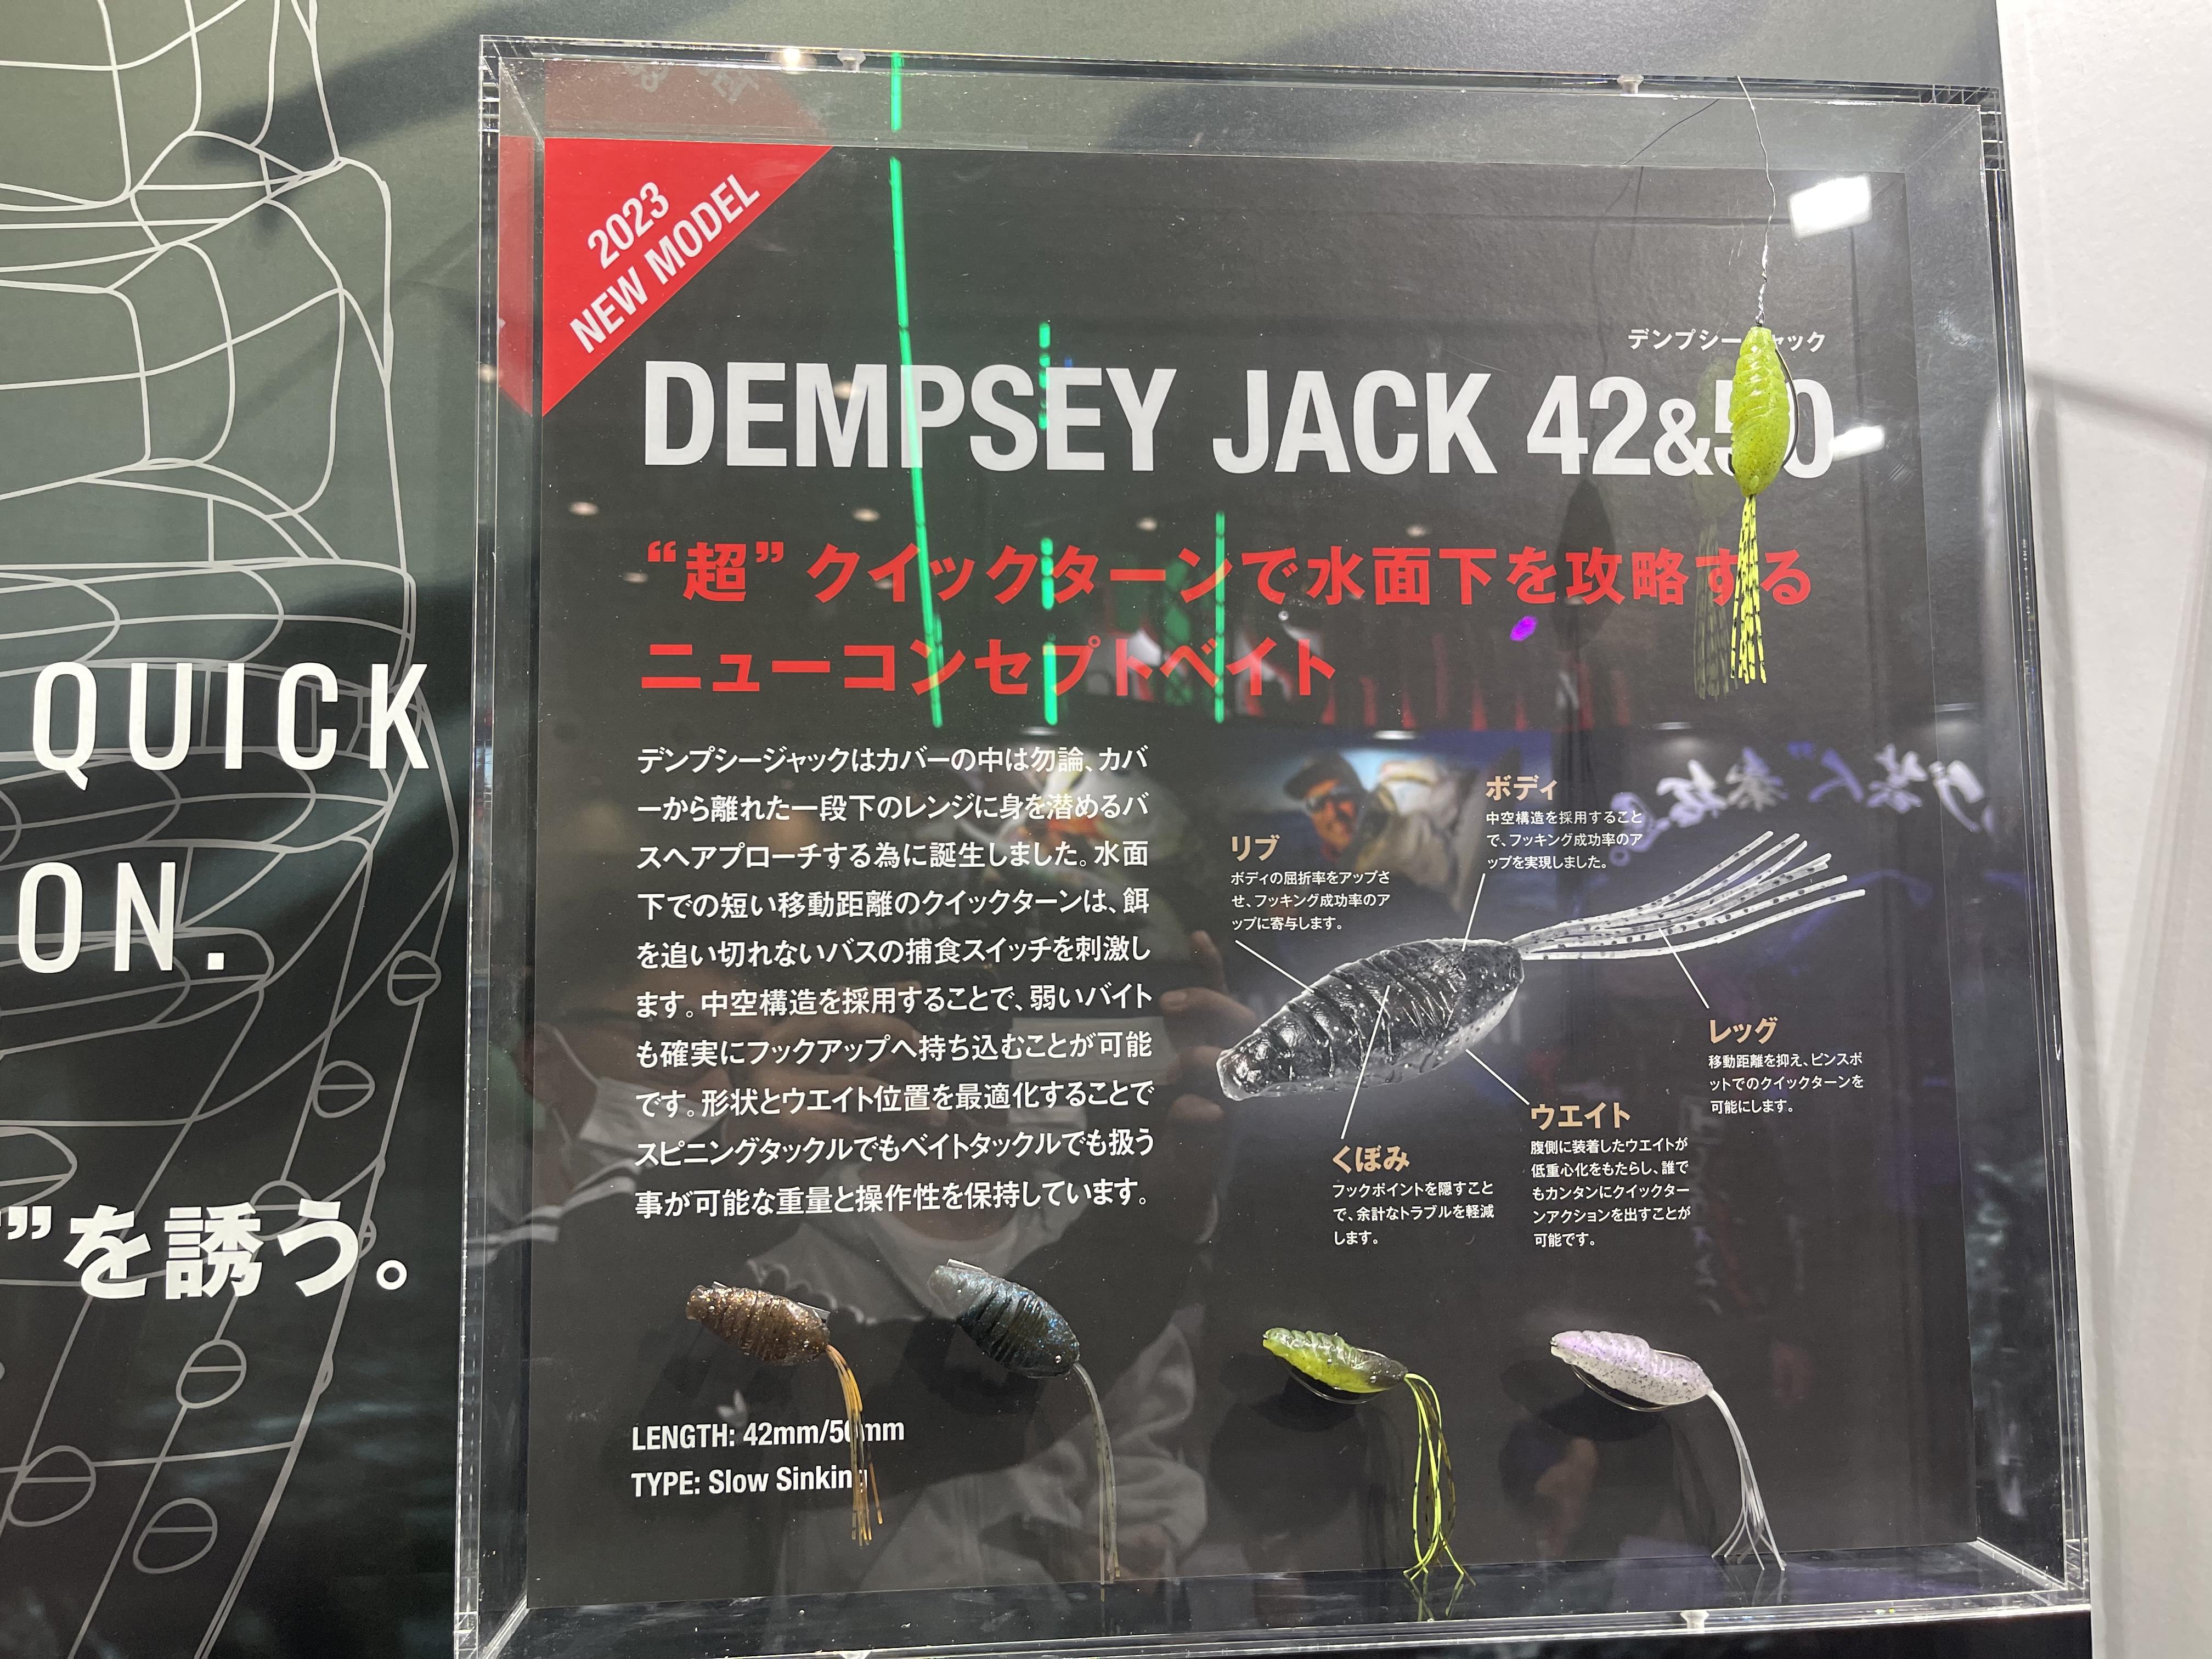 2023
NEW MODEL
デンプシージャック
DEMPSEY JACK 42&50
“超”クイックターンで水面下を攻略する
ニューコンセプトベイト
デンプシージャックはカバーの中は勿論、カバ
ーから離れた一段下のレンジに身を潜めるバ
スへアプローチする為に誕生しました。水面
下での短い移動距離のクイックターンは、餌
を追い切れないバスの捕食スイッチを刺激し
ます。中空構造を採用することで、弱いバイト
も確実にフックアップへ持ち込むことが可能
です。形状とウエイト位置を最適化することで
スピニングタックルでもベイトタックルでも扱う
事が可能な重量と操作性を保持しています。
ボディ
中空構造を採用すること
で、フッキング成功率のア
ップを実現しました。
リブ
ボディの屈折率をアップさ
せ、フッキング成功率のア
ップに寄与します。
レッグ
移動距離を抑え、ピンスポ
ットでのクイックターンを
可能にします。
ウエイト
腹側に装着したウエイトが
低重心化をもたらし、誰で
もカンタンにクイックター
ンアクションを出すことが
可能です。
くぼみ
フックポイントを隠すこと
で、余計なトラブルを軽減
します。
LENGTH: 42mm/50mm
TYPE: Slow Sinking
QUICK
ON.
”を誘う。